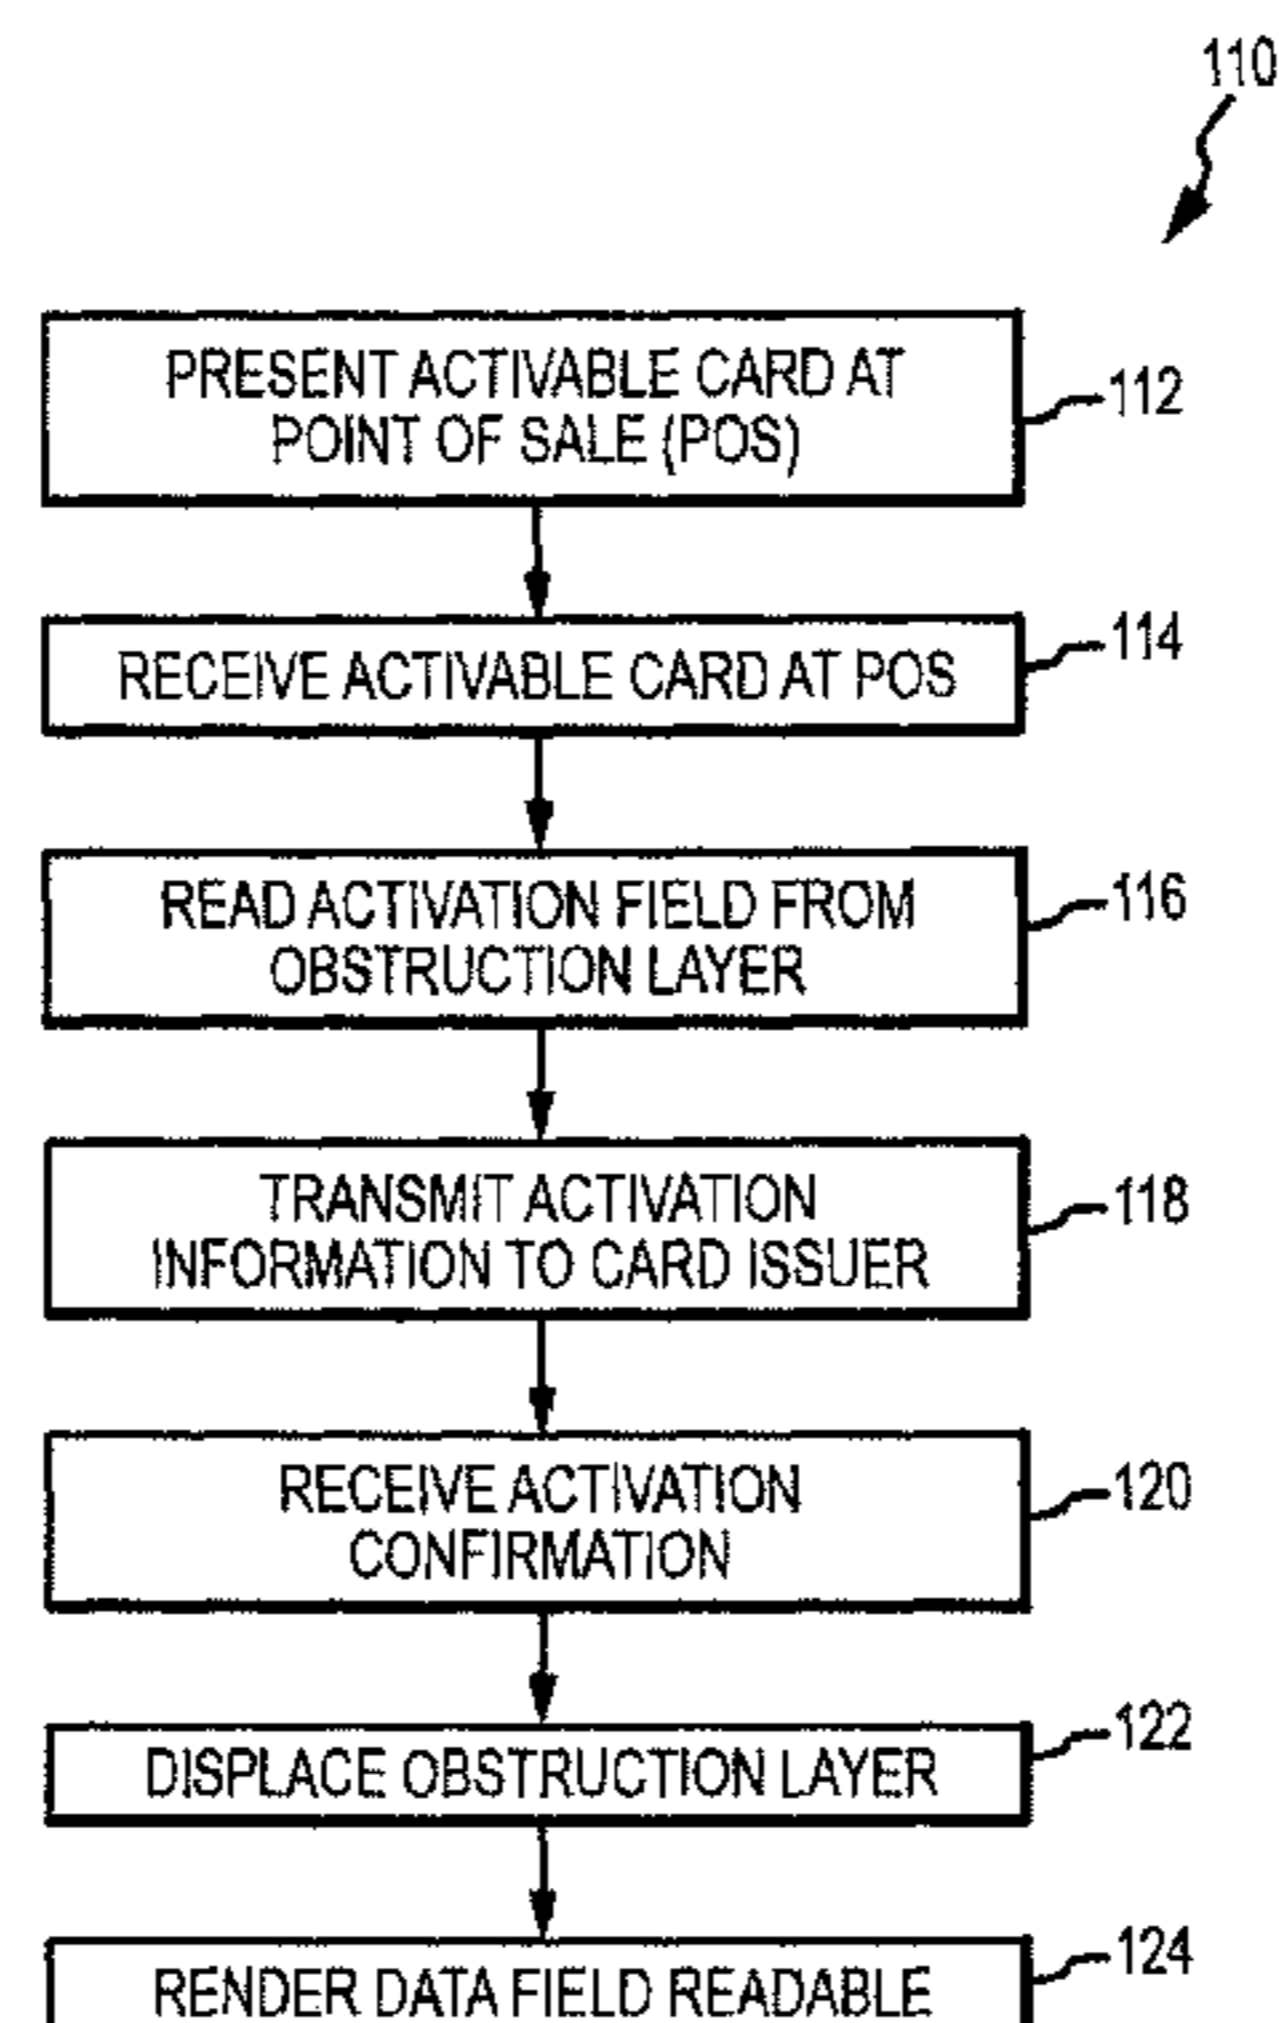 110
PRESENT ACTIVABLE CARD AT
POINT OF SALE (POS)
112
RECEIVE ACTIVABLE CARD AT POS
114
READ ACTIVATION FIELD FROM
OBSTRUCTION LAYER
116
TRANSMIT ACTIVATION
INFORMATION TO CARD ISSUER
118
RECEIVE ACTIVATION
CONFIRMATION
120
DISPLACE OBSTRUCTION LAYER
122
RENDER DATA FIELD READABLE
124